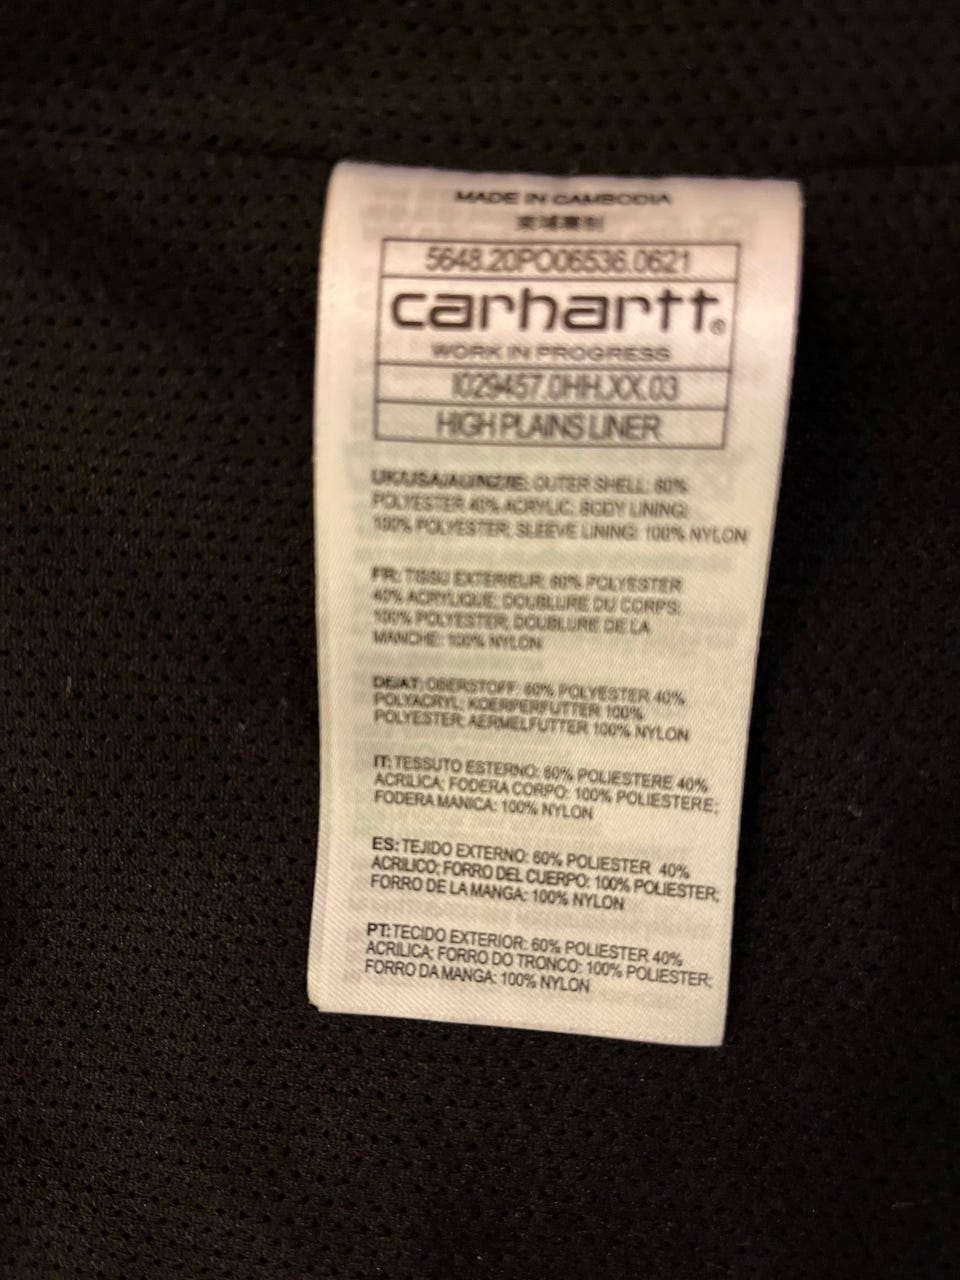 MADE IN CAMBODIA
5648.20PO06536.0621
carhartt®
WORK IN PROGRESS
I029457.0HH.XX.03
HIGH PLAINS LINER
UK/USA/AU/NZ/IE: OUTER SHELL: 60%
POLYESTER 40% ACRYLIC; BODY LINING:
100% POLYESTER; SLEEVE LINING: 100% NYLON
FR: TISSU EXTERIEUR: 60% POLYESTER
40% ACRYLIQUE; DOUBLURE DU CORPS:
100% POLYESTER; DOUBLURE DE LA
MANCHE: 100% NYLON
DE/AT: OBERSTOFF: 60% POLYESTER 40%
POLYACRYL; KOERPERFUTTER 100%
POLYESTER; AERMELFUTTER 100% NYLON
IT: TESSUTO ESTERNO: 60% POLIESTERE 40%
ACRILICA; FODERA CORPO: 100% POLIESTERE;
FODERA MANICA: 100% NYLON
ES: TEJIDO EXTERNO: 60% POLIESTER 40%
ACRILICO; FORRO DEL CUERPO: 100% POLIESTER;
FORRO DE LA MANGA: 100% NYLON
PT: TECIDO EXTERIOR: 60% POLIESTER 40%
ACRILICA; FORRO DO TRONCO: 100% POLIESTER;
FORRO DA MANGA: 100% NYLON